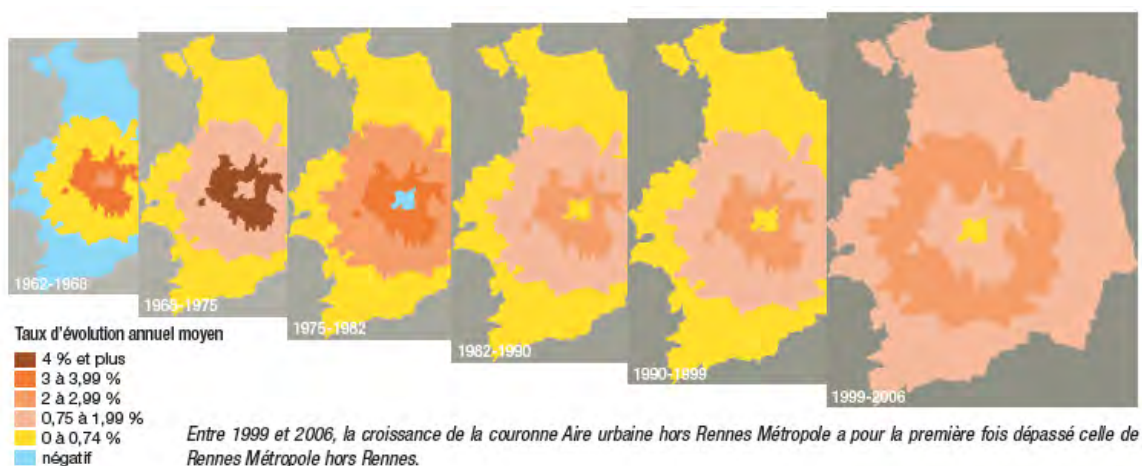 1962-1968
1968-1975
1975-1982
1982-1990
1990-1999
1999-2006
Taux d'évolution annuel moyen
4 % et plus
3 à 3,99 %
2 à 2,99 %
0,75 à 1,99 %
0 à 0,74 %
négatif
Entre 1999 et 2006, la croissance de la couronne Aire urbaine hors Rennes Métropole a pour la première fois dépassé celle de
Rennes Métropole hors Rennes.